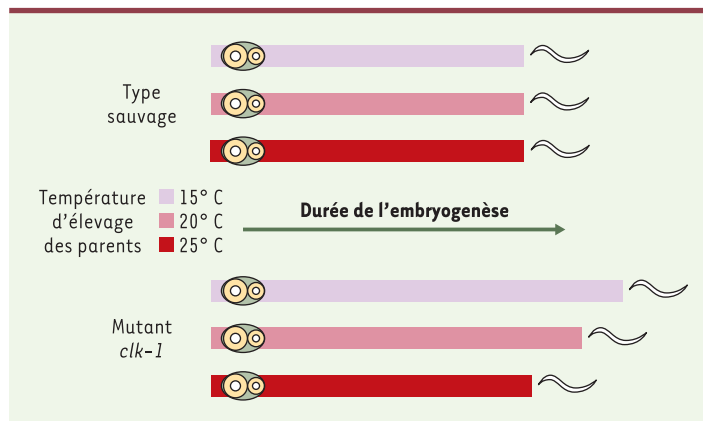 Type
sauvage
Température
d'élevage
des parents
15° C
20° C
25° C
Durée de l'embryogenèse
Mutant
clk-1